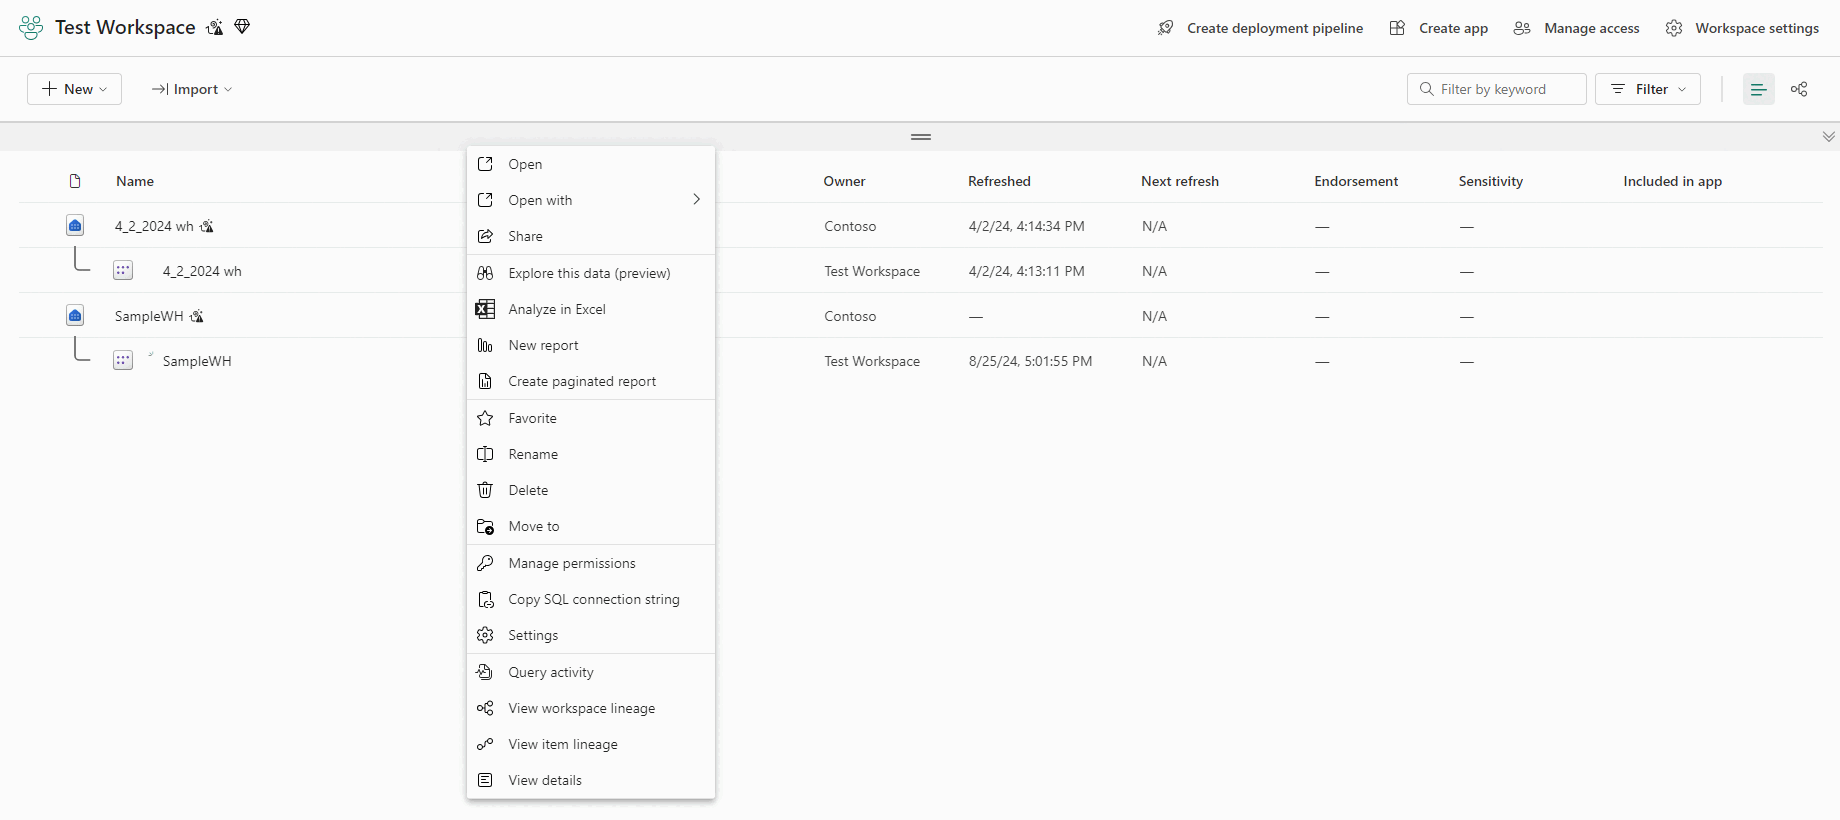 Test Workspace
Create deployment pipeline Create app Manage access Workspace settings
New Import Filter by keyword Filter
Name Owner Refreshed Next refresh Endorsement Sensitivity Included in app
4_2_2024 wh Contoso 4/2/24, 4:14:34 PM N/A — —
4_2_2024 wh Test Workspace 4/2/24, 4:13:11 PM N/A — —
SampleWH Contoso — N/A — —
SampleWH Test Workspace 8/25/24, 5:01:55 PM N/A — —
Open
Open with
Share
Explore this data (preview)
Analyze in Excel
New report
Create paginated report
Favorite
Rename
Delete
Move to
Manage permissions
Copy SQL connection string
Settings
Query activity
View workspace lineage
View item lineage
View details